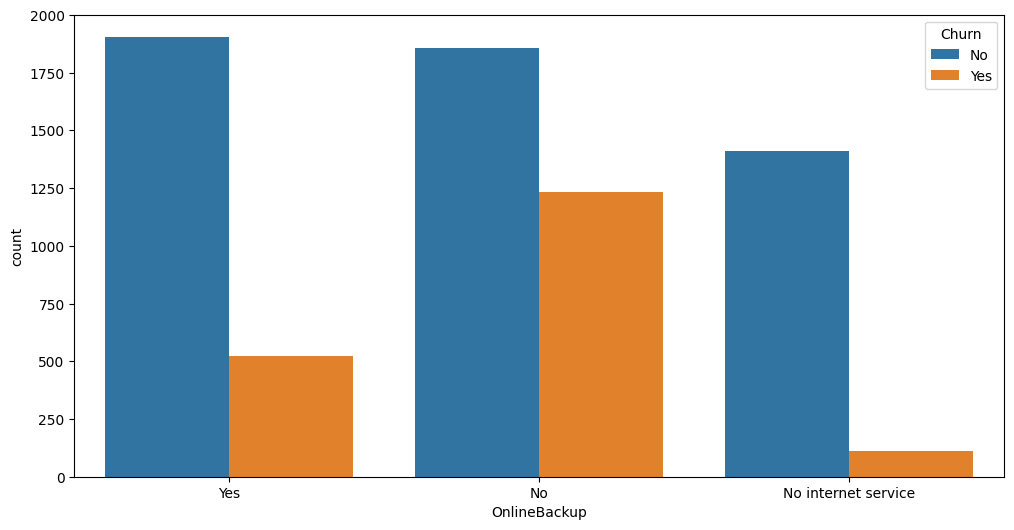 2000
1750
1500
1250
1000
750
500
250
0
count
Churn
No
Yes
Yes
No
No internet service
OnlineBackup